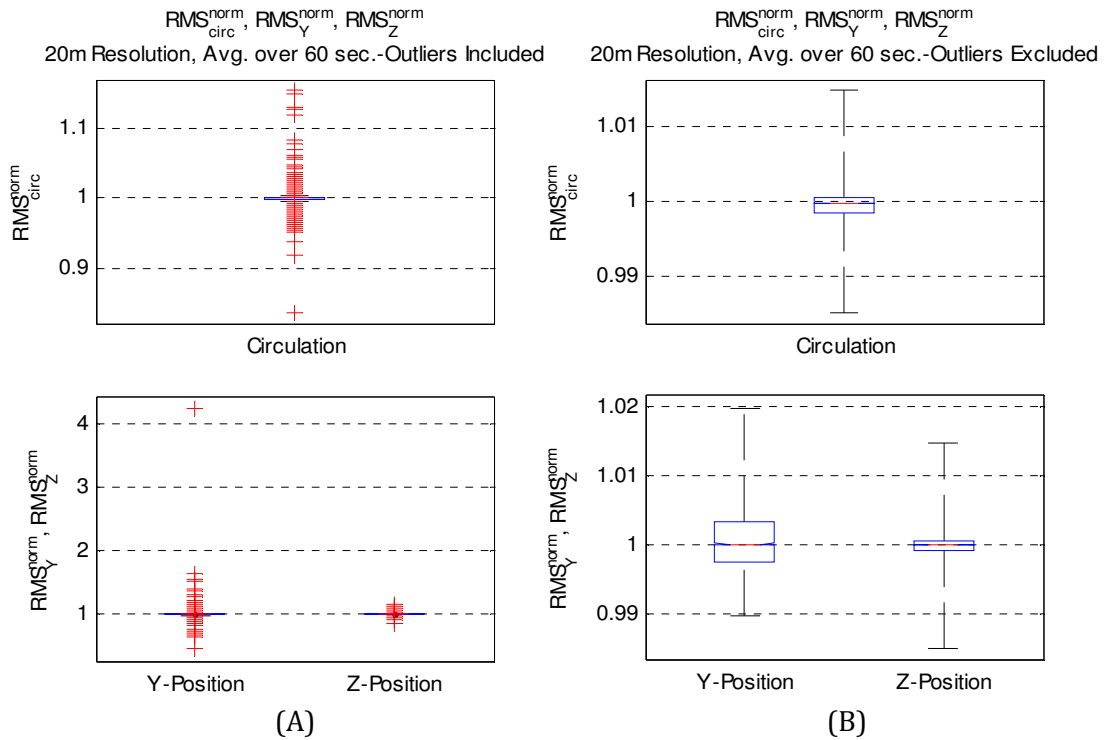 RMS^norm_circ, RMS^norm_Y, RMS^norm_Z
20m Resolution, Avg. over 60 sec.-Outliers Included
1.1
1
0.9
RMS^norm_circ
Circulation
4
3
2
1
RMS^norm_Y, RMS^norm_Z
Y-Position Z-Position
(A)
RMS^norm_circ, RMS^norm_Y, RMS^norm_Z
20m Resolution, Avg. over 60 sec.-Outliers Excluded
1.01
1
0.99
RMS^norm_circ
Circulation
1.02
1.01
1
0.99
RMS^norm_Y, RMS^norm_Z
Y-Position Z-Position
(B)